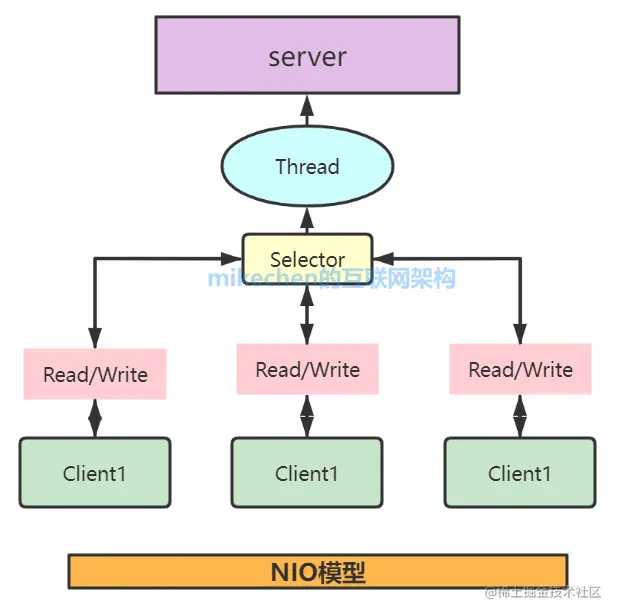 server
Thread
Selector
mikechen的互联网架构
Read/Write
Read/Write
Read/Write
Client1
Client1
Client1
NIO模型
@稀土掘金技术社区